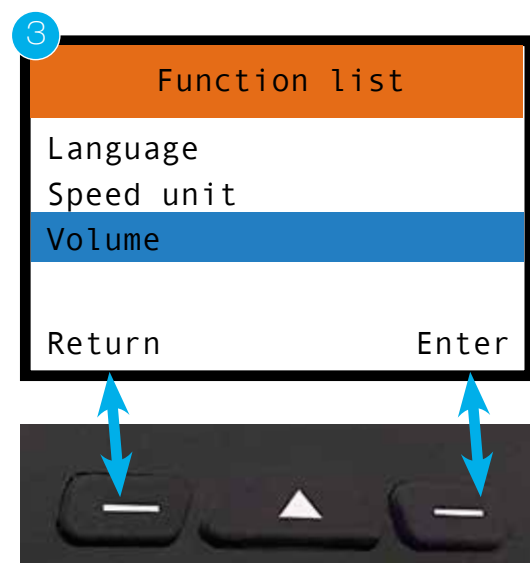 3
Function list
Language
Speed unit
Volume
Return Enter